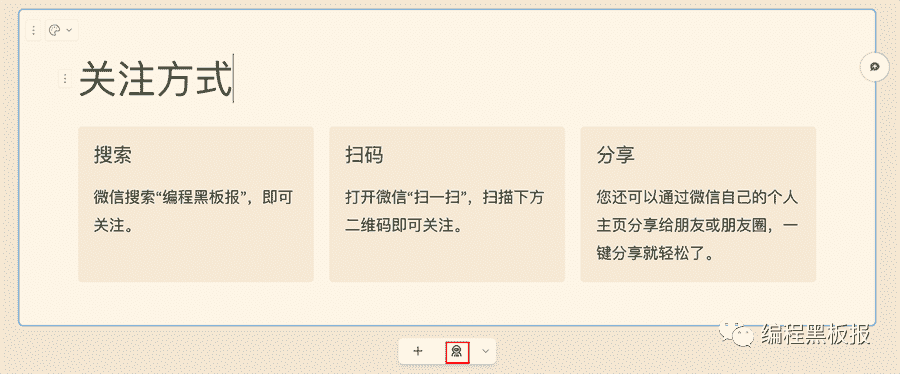 关注方式
搜索
微信搜索“编程黑板报”，即可
关注。
扫码
打开微信“扫一扫”，扫描下方
二维码即可关注。
分享
您还可以通过微信自己的个人
主页分享给朋友或朋友圈，一
键分享就轻松了。
编程黑板报